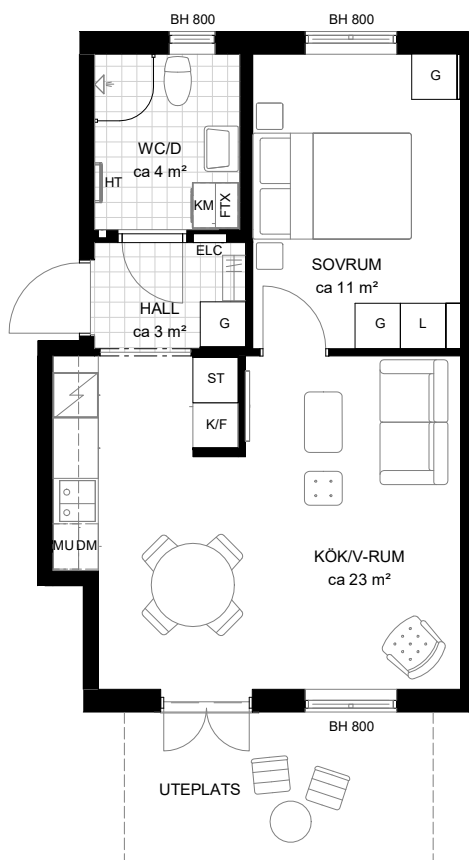 BH 800
BH 800
G
WC/D
ca 4 m²
HT
KM
FTX
ELC
SOVRUM
ca 11 m²
HALL
ca 3 m²
G
G
L
ST
K/F
MU
DM
KÖK/V-RUM
ca 23 m²
BH 800
UTEPLATS